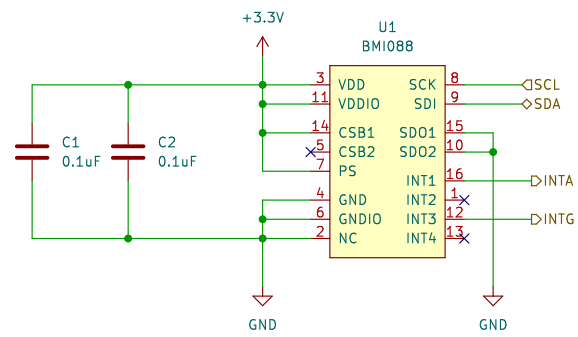 +3.3V
U1
BMI088
3 VDD SCK 8 SCL
11 VDDIO SDI 9 SDA
14 CSB1 SDO1 15
C1 C2
5 CSB2 SDO2 10
0.1uF 0.1uF
7 PS
INT1 16 INTA
4 GND INT2 1
6 GNDIO INT3 12 INTG
2 NC INT4 13
GND GND